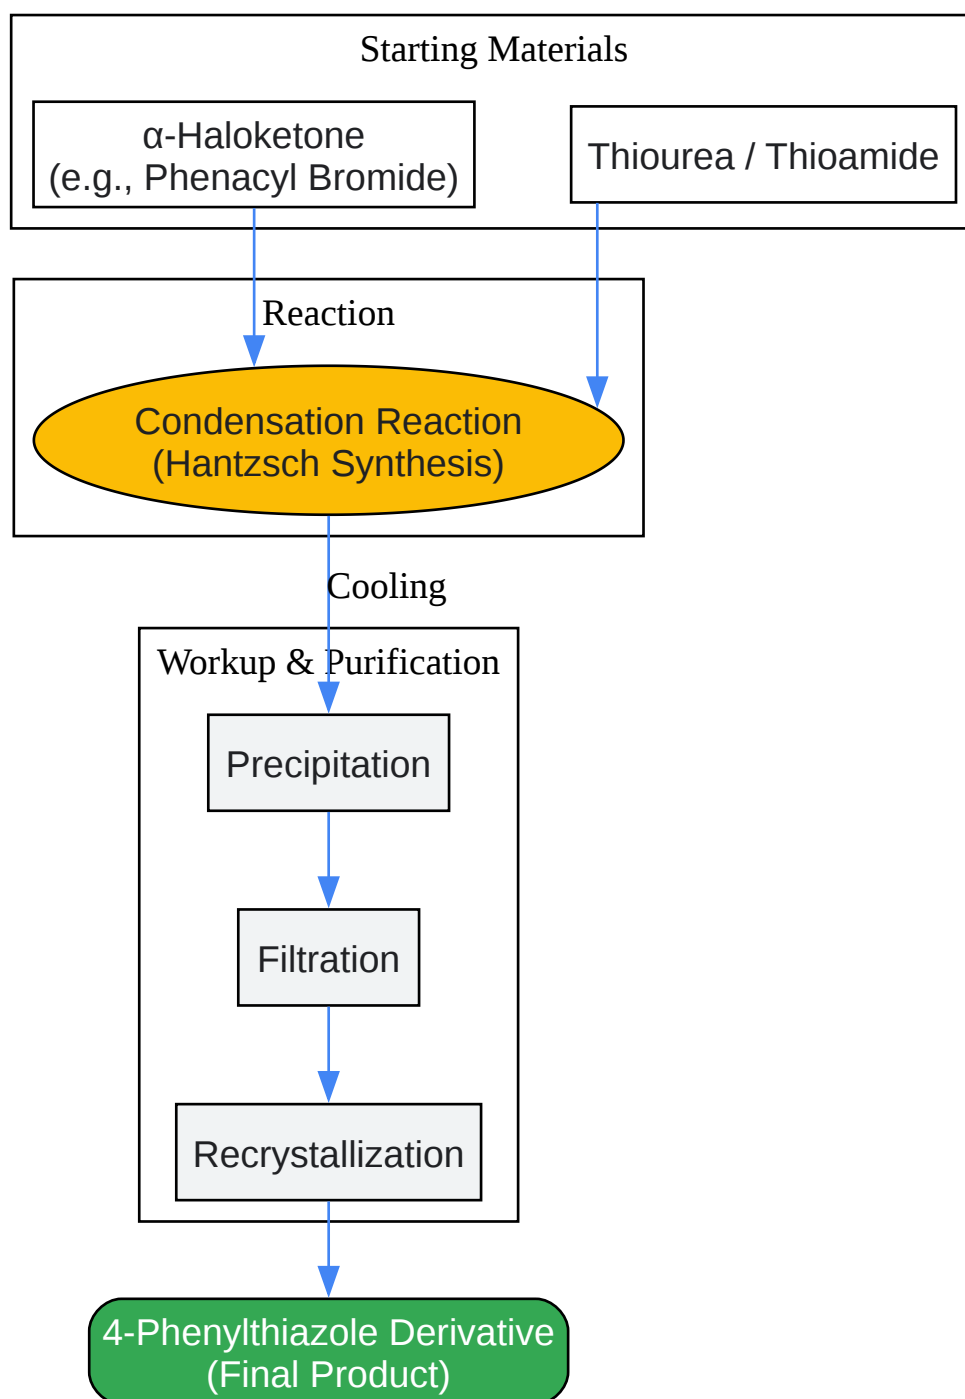 Starting Materials
α-Haloketone
(e.g., Phenacyl Bromide)
Thiourea / Thioamide
Reaction
Condensation Reaction
(Hantzsch Synthesis)
Cooling
Workup & Purification
Precipitation
Filtration
Recrystallization
4-Phenylthiazole Derivative
(Final Product)